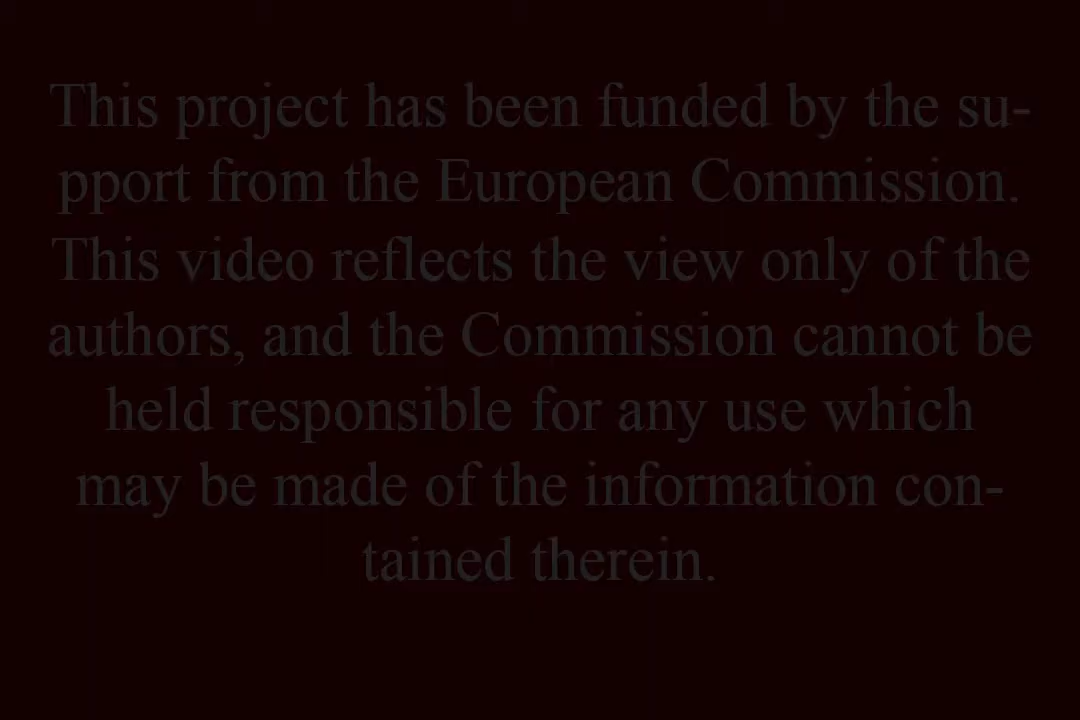 This project has been funded by the su-
pport from the European Commission.
This video reflects the view only of the
authors, and the Commission cannot be
held responsible for any use which
may be made of the information con-
tained therein.